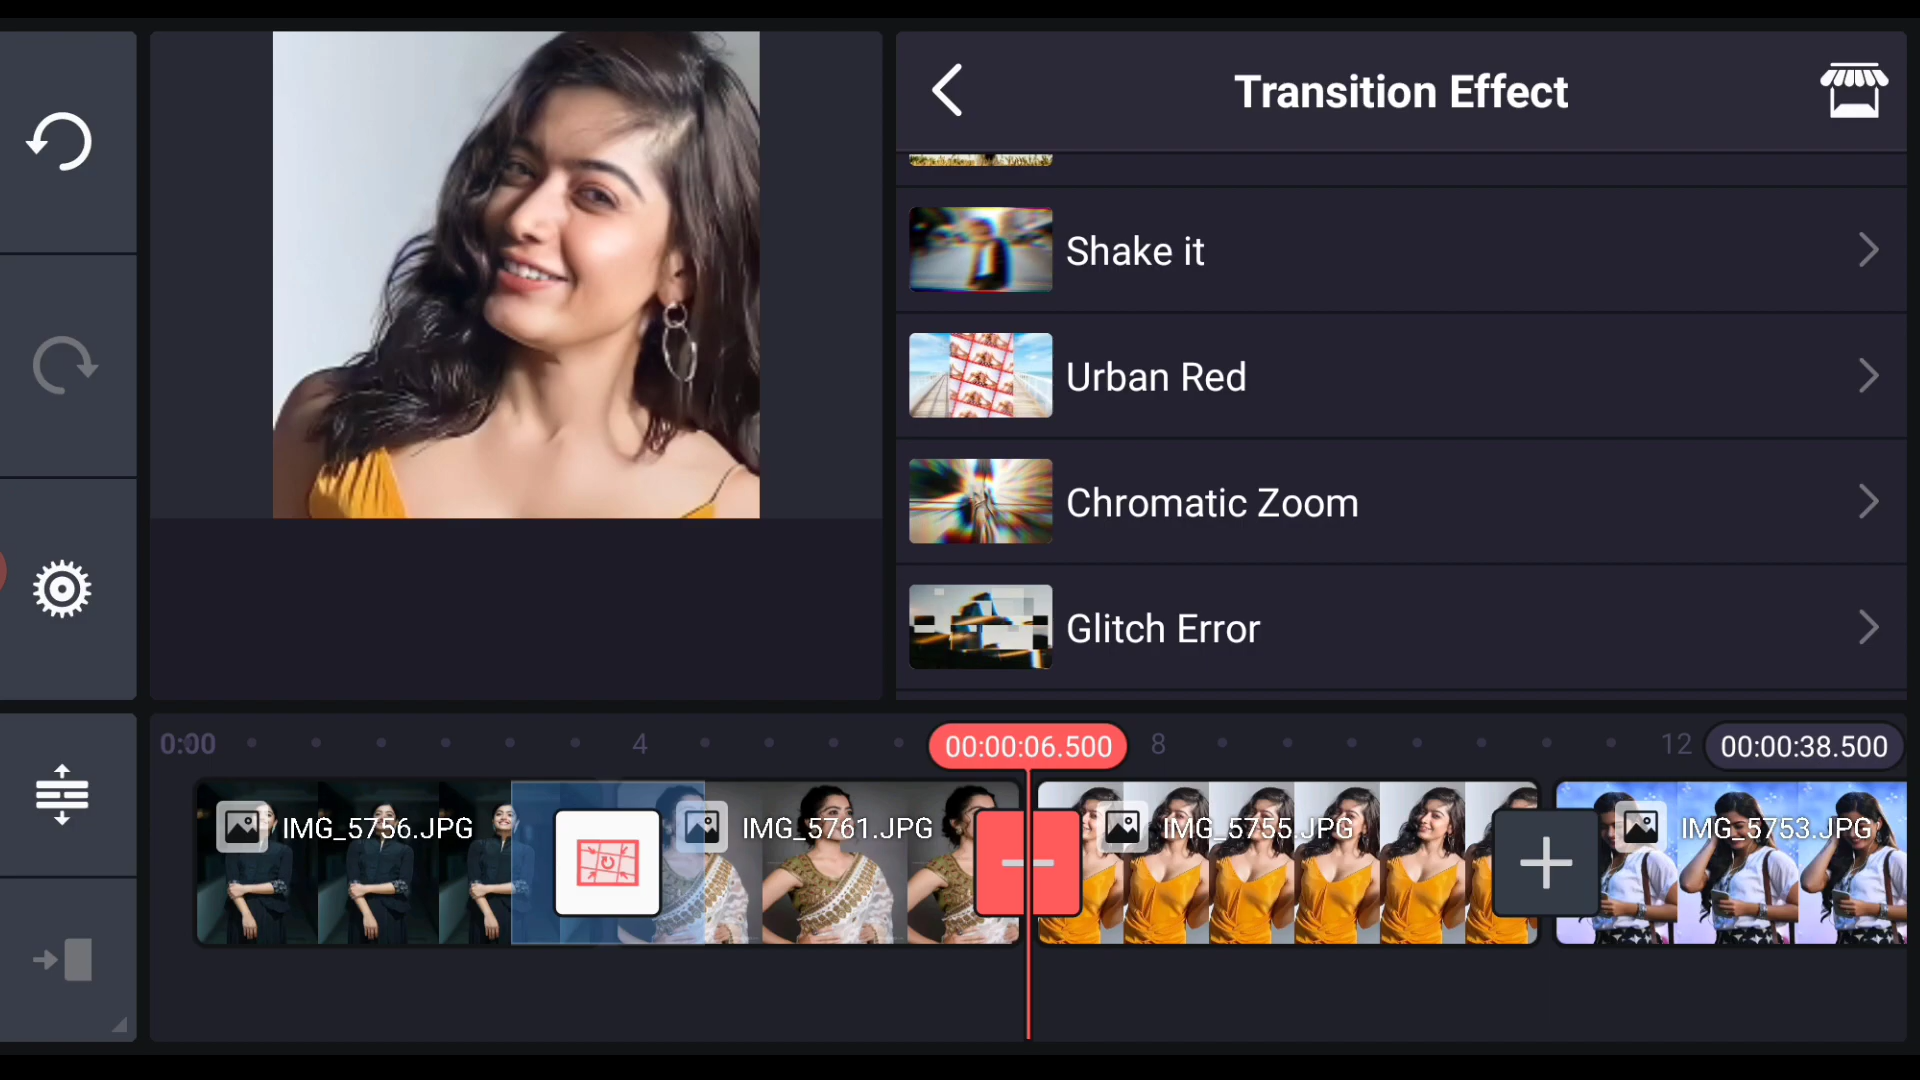 Transition Effect
Shake it
Urban Red
Chromatic Zoom
Glitch Error
0:00
4
00:00:06.500
8
12
00:00:38.500
IMG_5756.JPG
IMG_5761.JPG
IMG_5755.JPG
IMG_5753.JPG